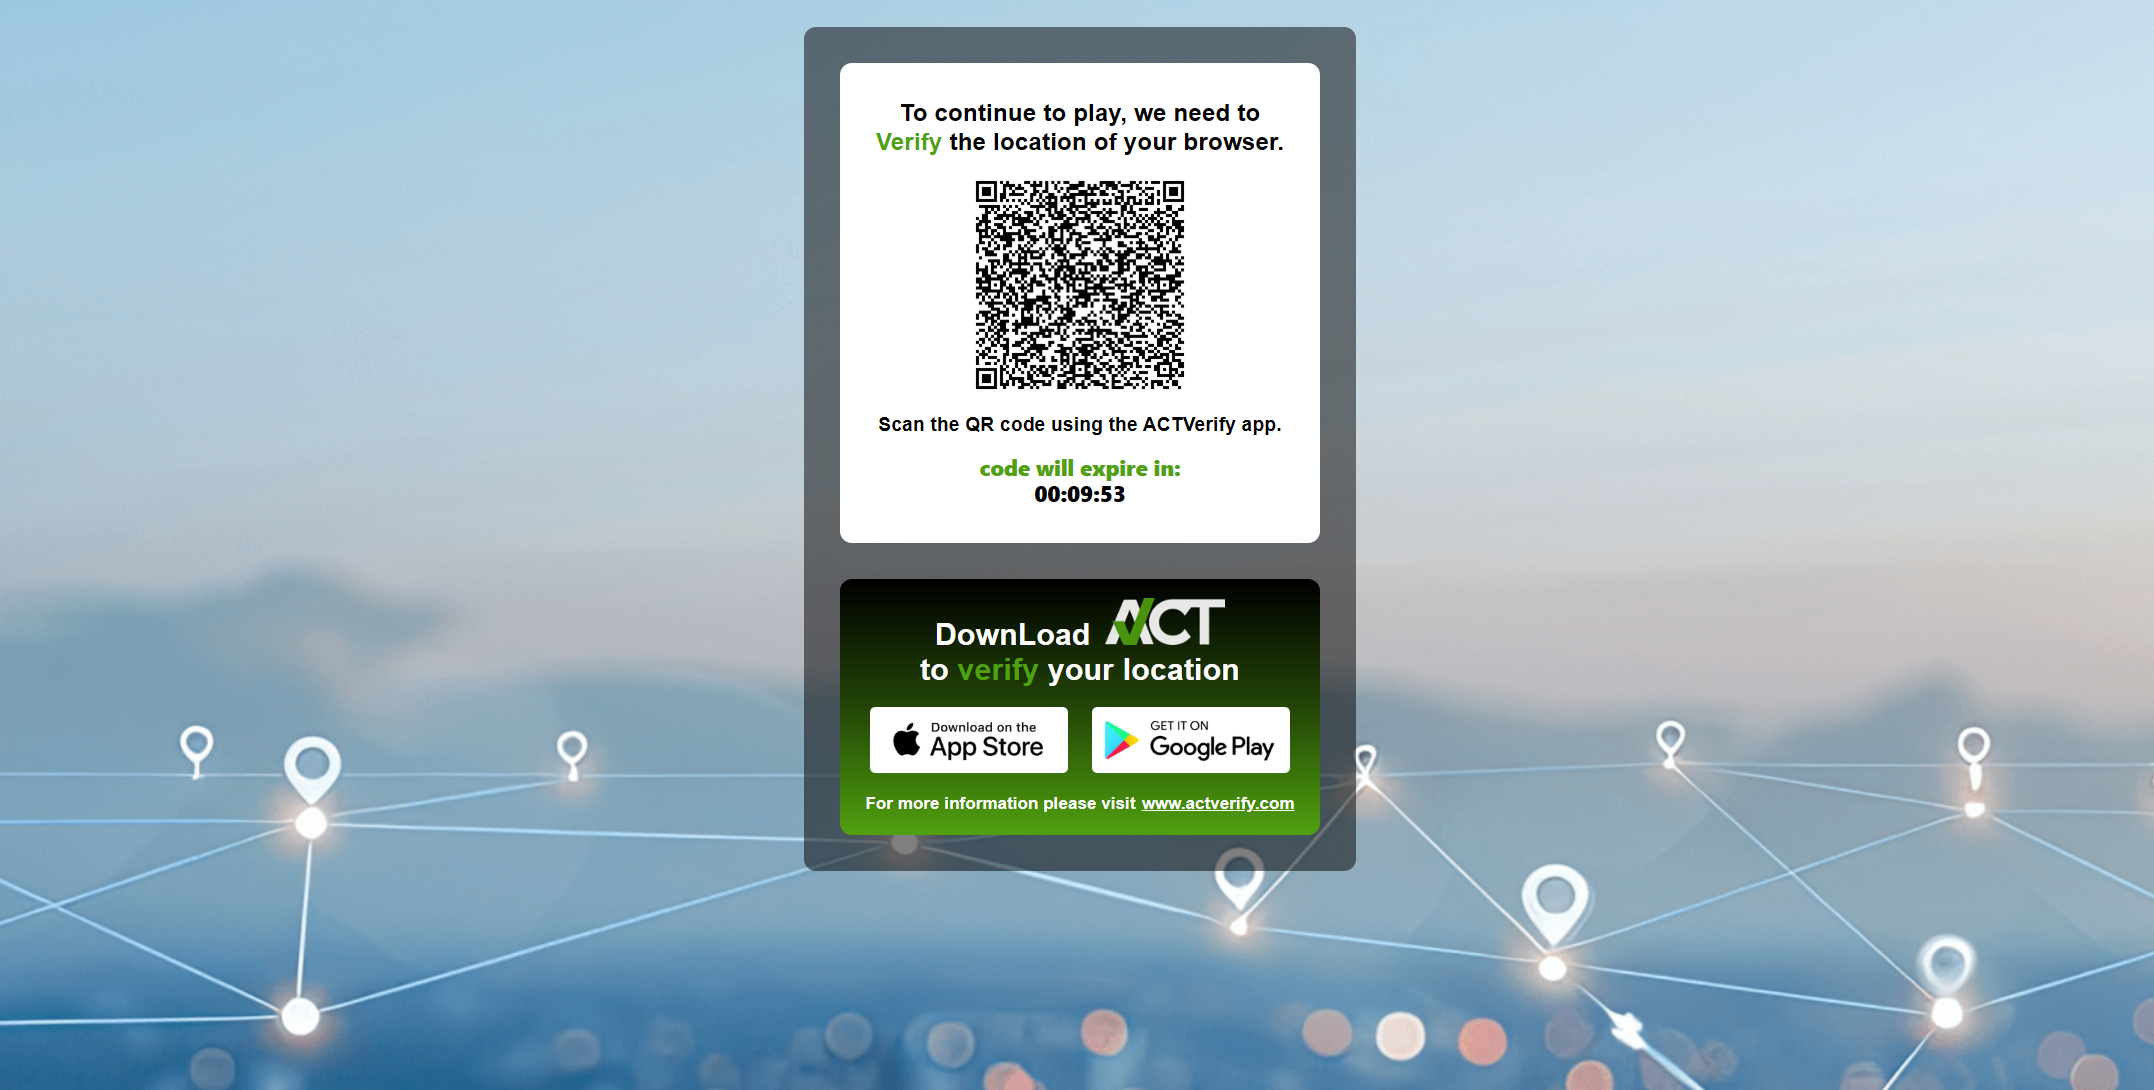 To continue to play, we need to
Verify the location of your browser.
Scan the QR code using the ACTVerify app.
code will expire in:
00:09:53
DownLoad ACT
to verify your location
Download on the
App Store
GET IT ON
Google Play
For more information please visit www.actverify.com